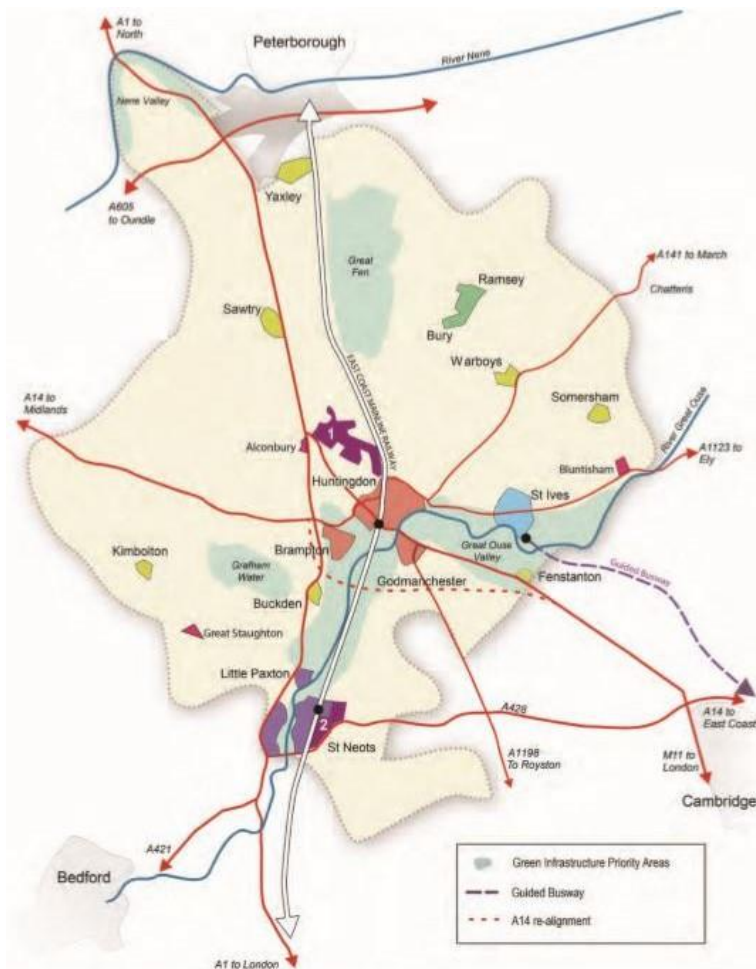 A1 to
North
Peterborough
River Nene
Nene Valley
A605
to Oundle
Yaxley
Great
Fen
A141 to March
Chatteris
Ramsey
Bury
Sawtry
Warboys
EAST COAST MAINLINE RAILWAY
Somersham
A14 to
Midlands
River Great Ouse
1
Alconbury
A1123 to
Ely
Bluntisham
Huntingdon
St Ives
Great Ouse
Valley
Brampton
Kimbolton
Grafham
Water
Godmanchester
Fenstanton
Guided Busway
Buckden
Great Staughton
Little Paxton
A428
A14 to
East Coast
2
St Neots
A1198
To Royston
M11 to
London
Cambridge
A421
Bedford
A1 to London
Green Infrastructure Priority Areas
Guided Busway
A14 re-alignment